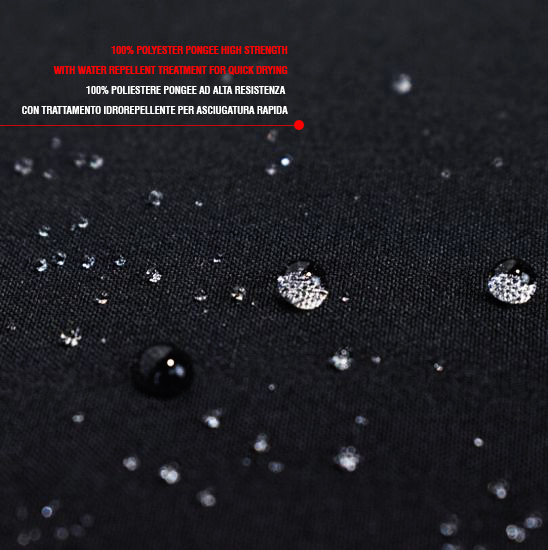 100% POLYESTER PONGEE HIGH STRENGTH
WITH WATER REPELLENT TREATMENT FOR QUICK DRYING
100% POLIESTERE PONGEE AD ALTA RESISTENZA
CON TRATTAMENTO IDROREPELLENTE PER ASCIUGATURA RAPIDA